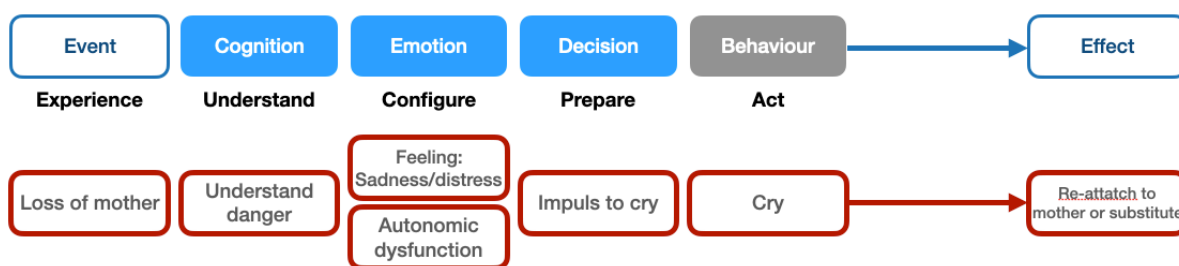 Event
Cognition
Emotion
Decision
Behaviour
Effect
Experience
Understand
Configure
Prepare
Act
Loss of mother
Understand
danger
Feeling:
Sadness/distress
Autonomic
dysfunction
Impuls to cry
Cry
Re-attatch to
mother or substitute